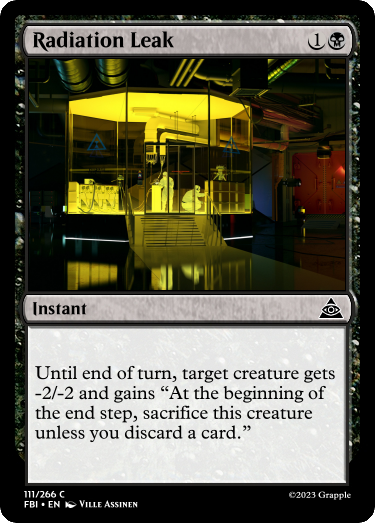 Radiation Leak 1
Instant
Until end of turn, target creature gets
-2/-2 and gains “At the beginning of
the end step, sacrifice this creature
unless you discard a card.”
111/266 C
FBI • EN Ville Assinen
©2023 Grapple